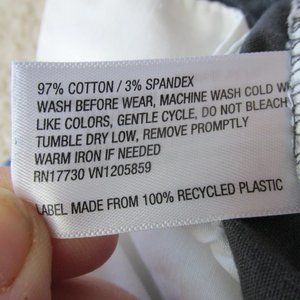 97% COTTON / 3% SPANDEX
WASH BEFORE WEAR, MACHINE WASH COLD W
LIKE COLORS, GENTLE CYCLE, DO NOT BLEACH
TUMBLE DRY LOW, REMOVE PROMPTLY
WARM IRON IF NEEDED
RN17730 VN1205859
LABEL MADE FROM 100% RECYCLED PLASTIC